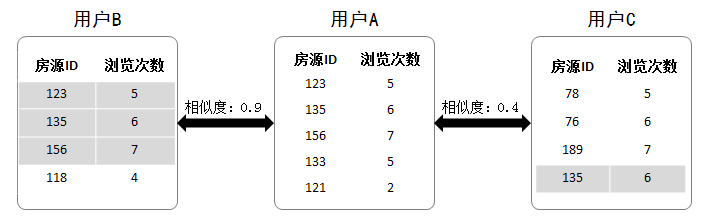 用户B
房源ID 浏览次数
123 5
135 6
156 7
118 4
相似度：0.9
用户A
房源ID 浏览次数
123 5
135 6
156 7
133 5
121 2
相似度：0.4
用户C
房源ID 浏览次数
78 5
76 6
189 7
135 6